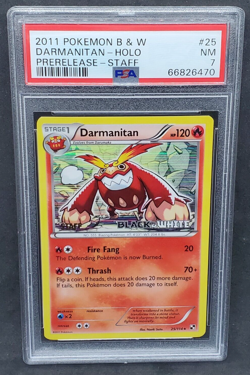 2011 POKEMON B & W #25
DARMANITAN-HOLO NM
PRERELEASE-STAFF PSA 7
66826470
STAGE 1
Darmanitan
HP120
Evolves from Darumaka
BLACK & WHITE
Fire Fang 20
The Defending Pokémon is now Burned.
Thrash 70+
Flip a coin. If heads, this attack does 20 more damage.
If tails, this Pokémon does 20 damage to itself.
×2